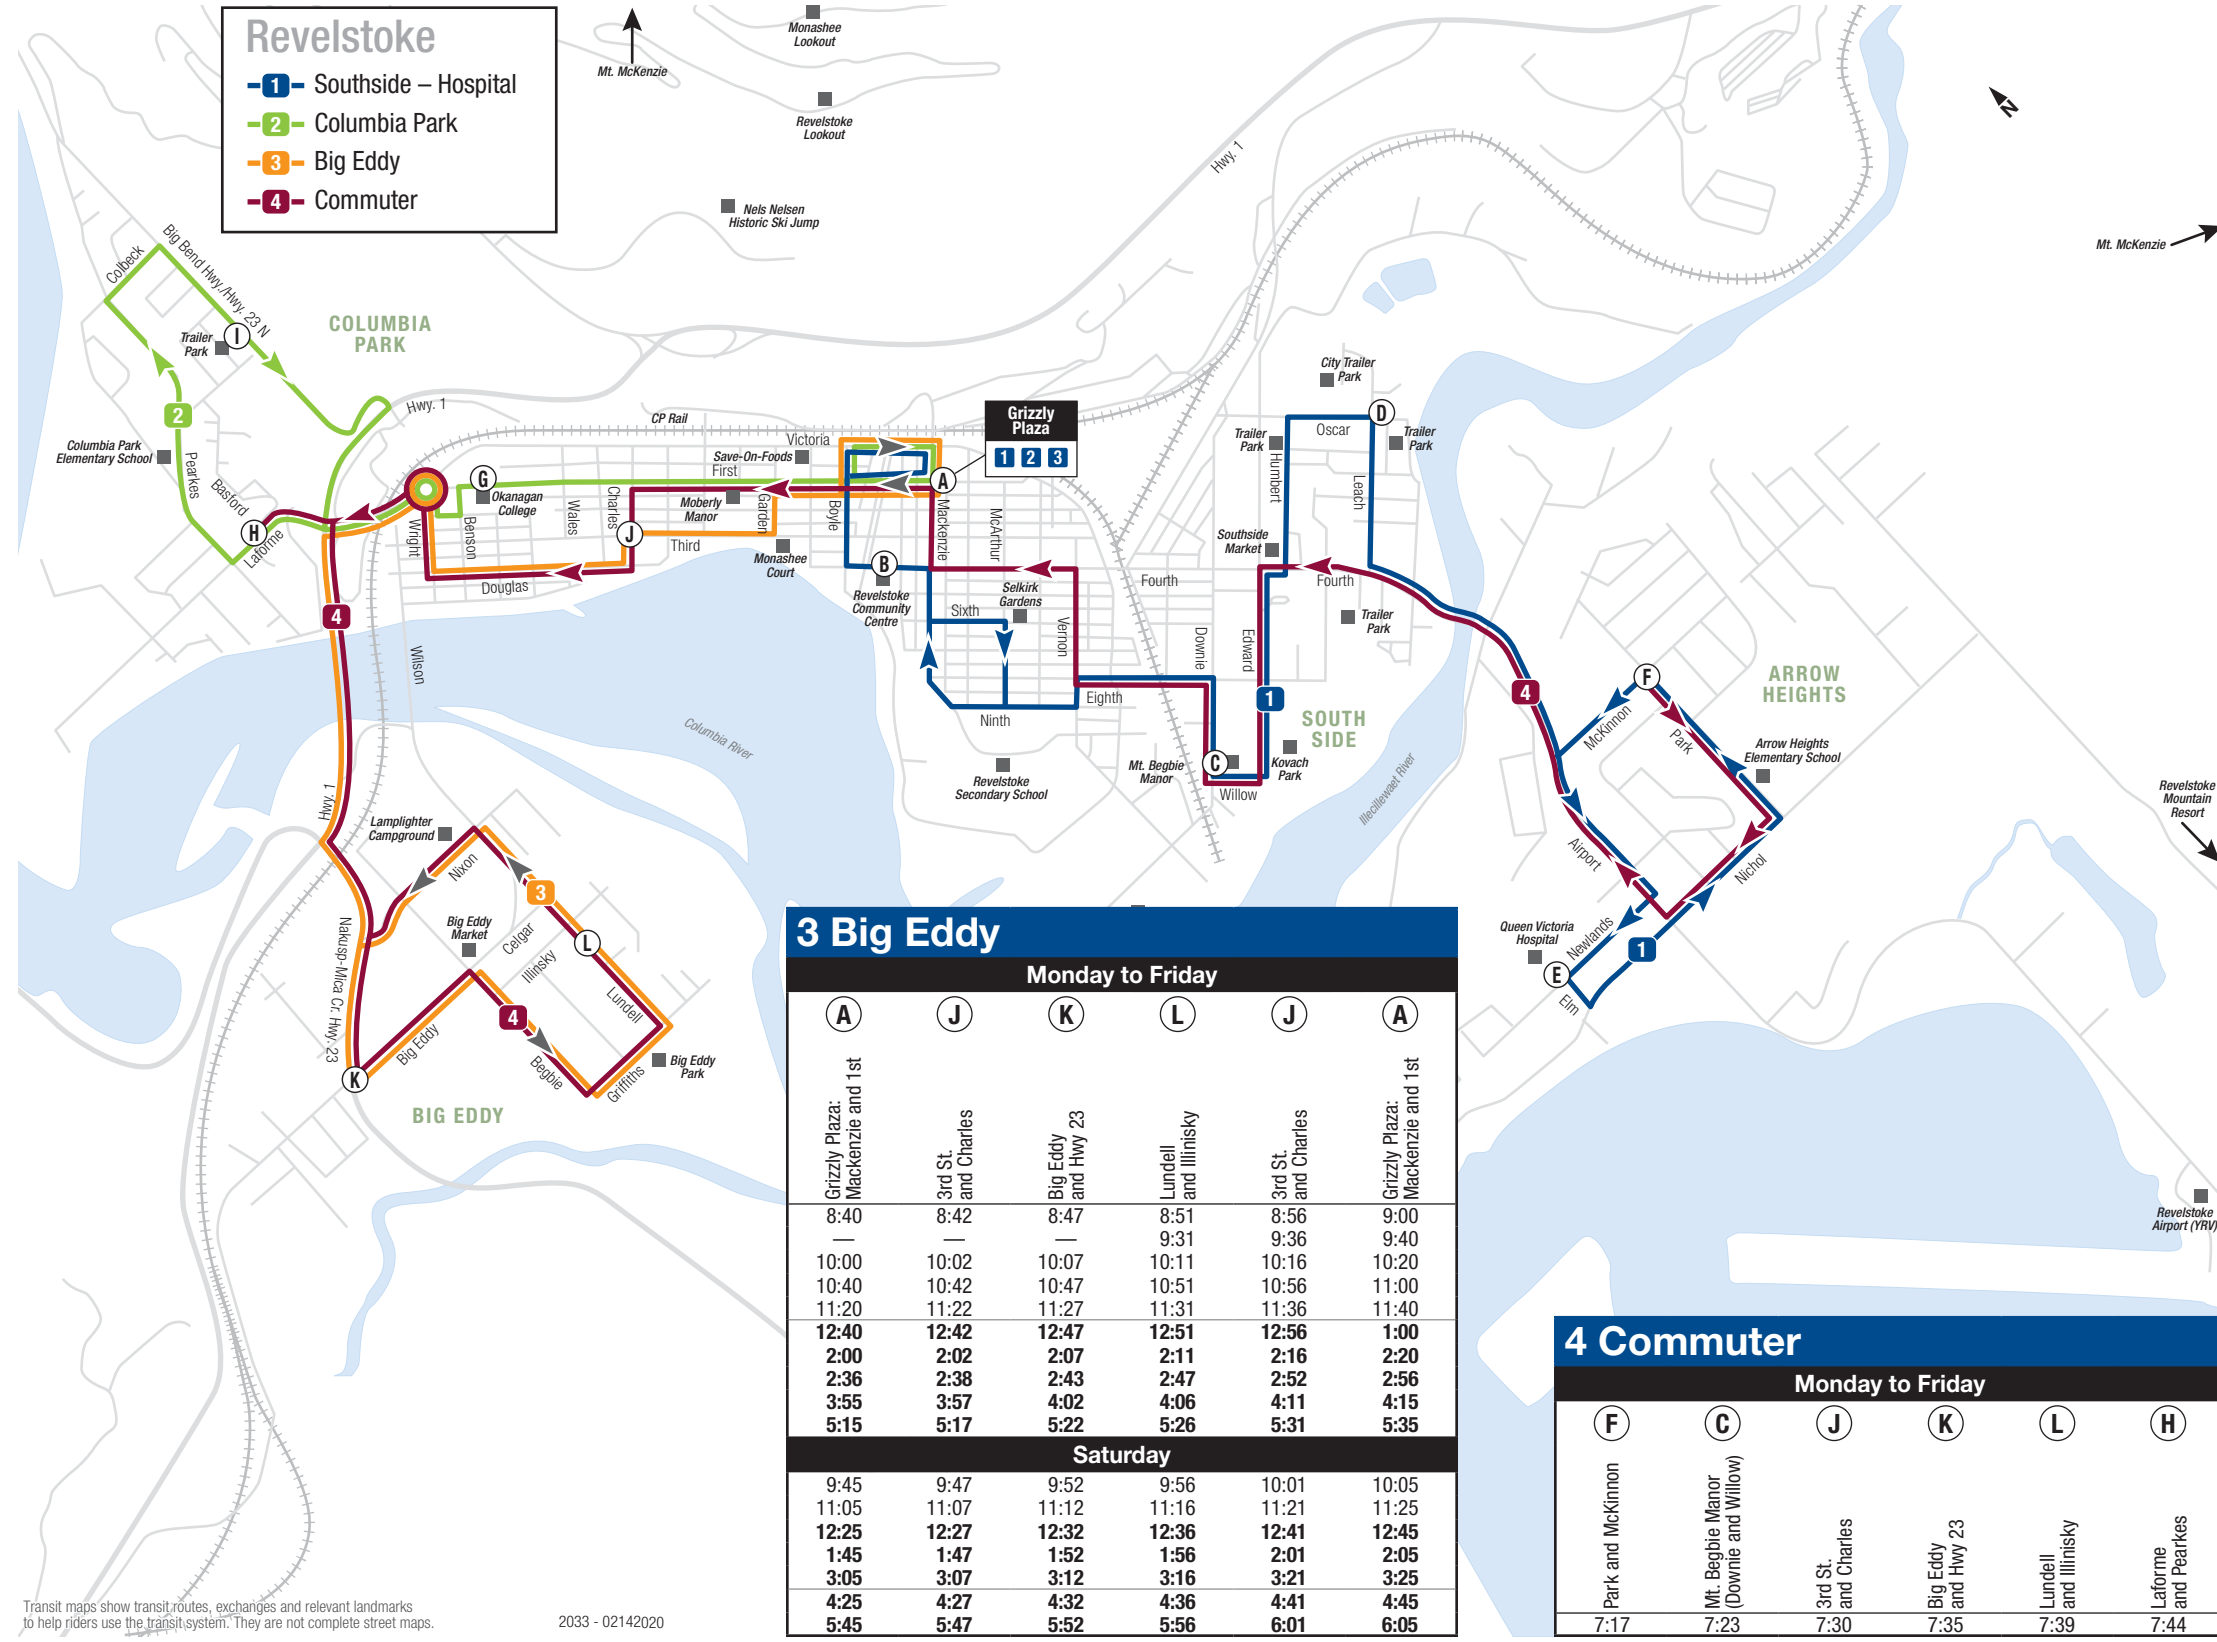 Revelstoke
1 Southside – Hospital
2 Columbia Park
3 Big Eddy
4 Commuter
Mt. McKenzie
Monashee
Lookout
Revelstoke
Lookout
Nels Nelsen
Historic Ski Jump
Hwy. 1
N
Mt. McKenzie
Colbeck
Big Bend Hwy./Hwy. 23 N
Trailer
Park
I
COLUMBIA
PARK
2
Columbia Park
Elementary School
Pearkes
Basford
H
Laforme
Hwy. 1
CP Rail
Victoria
Save-On-Foods
First
G
Okanagan
College
Moberly
Manor
Garden
Boyle
A
Grizzly
Plaza
1 2 3
Wright
Benson
Wales
Charles
J
Third
Monashee
Court
Douglas
Mackenzie
McArthur
B
Revelstoke
Community
Centre
Sixth
Selkirk
Gardens
Vernon
Fourth
Eighth
Ninth
Revelstoke
Secondary School
City Trailer
Park
D
Oscar
Trailer
Park
Trailer
Park
Humbert
Leach
Southside
Market
Fourth
Trailer
Park
Downie
Edward
1
SOUTH
SIDE
Mt. Begbie
Manor
C
Kovach
Park
Willow
Illecillewaet River
4
F
McKinnon
Park
ARROW
HEIGHTS
Arrow Heights
Elementary School
Airport
Nichol
Queen Victoria
Hospital
Newlands
1
E
Elm
Revelstoke
Mountain
Resort
Revelstoke
Airport (YRV)
4
Wilson
Columbia River
Hwy. 1
Lamplighter
Campground
Nixon
3
Big Eddy
Market
Celgar
Illinsky
L
Lundell
Nakusp-Mica Cr. Hwy. 23
4
Big Eddy
Begbie
Griffiths
Big Eddy
Park
K
BIG EDDY
3 Big Eddy
Monday to Friday
A J K L J A
Grizzly Plaza:
Mackenzie and 1st
3rd St.
and Charles
Big Eddy
and Hwy 23
Lundell
and Illinisky
3rd St.
and Charles
Grizzly Plaza:
Mackenzie and 1st
8:40 8:42 8:47 8:51 8:56 9:00
— — — 9:31 9:36 9:40
10:00 10:02 10:07 10:11 10:16 10:20
10:40 10:42 10:47 10:51 10:56 11:00
11:20 11:22 11:27 11:31 11:36 11:40
12:40 12:42 12:47 12:51 12:56 1:00
2:00 2:02 2:07 2:11 2:16 2:20
2:36 2:38 2:43 2:47 2:52 2:56
3:55 3:57 4:02 4:06 4:11 4:15
5:15 5:17 5:22 5:26 5:31 5:35
Saturday
9:45 9:47 9:52 9:56 10:01 10:05
11:05 11:07 11:12 11:16 11:21 11:25
12:25 12:27 12:32 12:36 12:41 12:45
1:45 1:47 1:52 1:56 2:01 2:05
3:05 3:07 3:12 3:16 3:21 3:25
4:25 4:27 4:32 4:36 4:41 4:45
5:45 5:47 5:52 5:56 6:01 6:05
4 Commuter
Monday to Friday
F C J K L H
Park and McKinnon
Mt. Begbie Manor
(Downie and Willow)
3rd St.
and Charles
Big Eddy
and Hwy 23
Lundell
and Illinisky
Laforme
and Pearkes
7:17 7:23 7:30 7:35 7:39 7:44
Transit maps show transit routes, exchanges and relevant landmarks
to help riders use the transit system. They are not complete street maps.
2033 - 02142020